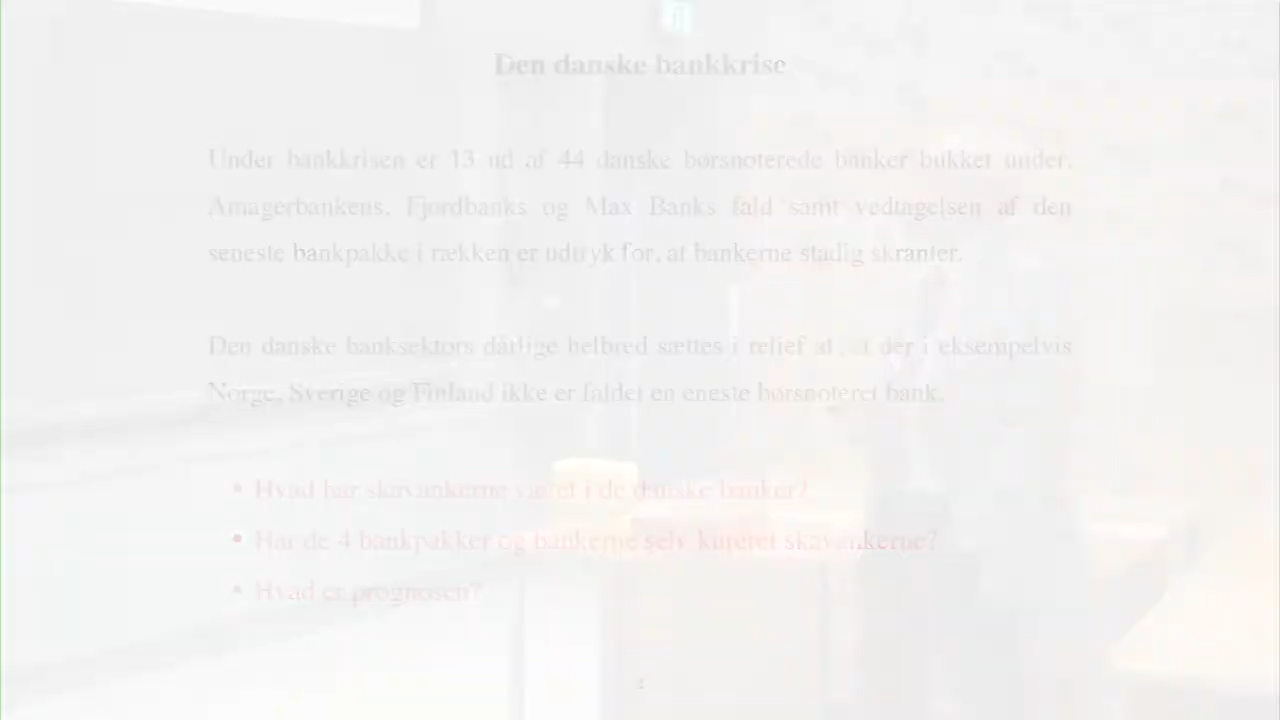 Den danske bankkrise
Under bankkrisen er 13 ud af 44 danske børsnoterede banker bukket under.
Amagerbankens, Fjordbanks og Max Banks fald samt vedtagelsen af den
seneste bankpakke i rækken er udtryk for, at bankerne stadig skranter.
Den danske banksektors dårlige helbred sættes i relief af, at der i eksempelvis
Norge, Sverige og Finland ikke er faldet en eneste børsnoteret bank.
• Hvad har skavankerne været i de danske banker?
• Har de 4 bankpakker og bankerne selv kureret skavankerne?
• Hvad er prognosen?